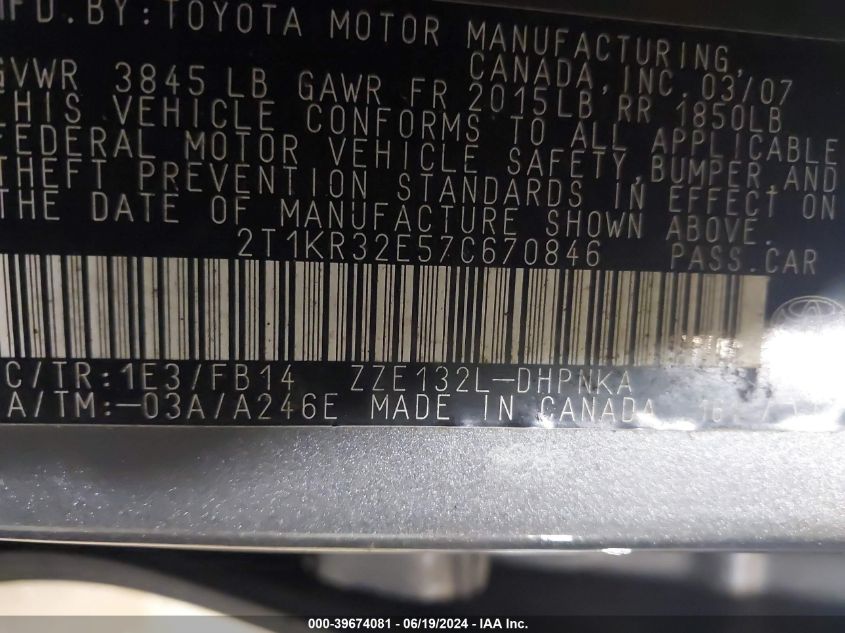 MFD. BY: TOYOTA MOTOR MANUFACTURING,
CANADA, INC. 03/07
GVWR 3845 LB GAWR FR 2015LB RR 1850LB
THIS VEHICLE CONFORMS TO ALL APPLICABLE
FEDERAL MOTOR VEHICLE SAFETY, BUMPER, AND
THEFT PREVENTION STANDARDS IN EFFECT ON
THE DATE OF MANUFACTURE SHOWN ABOVE.
2T1KR32E57C670846 PASS. CAR
C/TR: 1E3/FB14 ZZE132L-DHPNKA
A/TM: -03A/A246E MADE IN CANADA
000-39674081 - 06/19/2024 - IAA Inc.